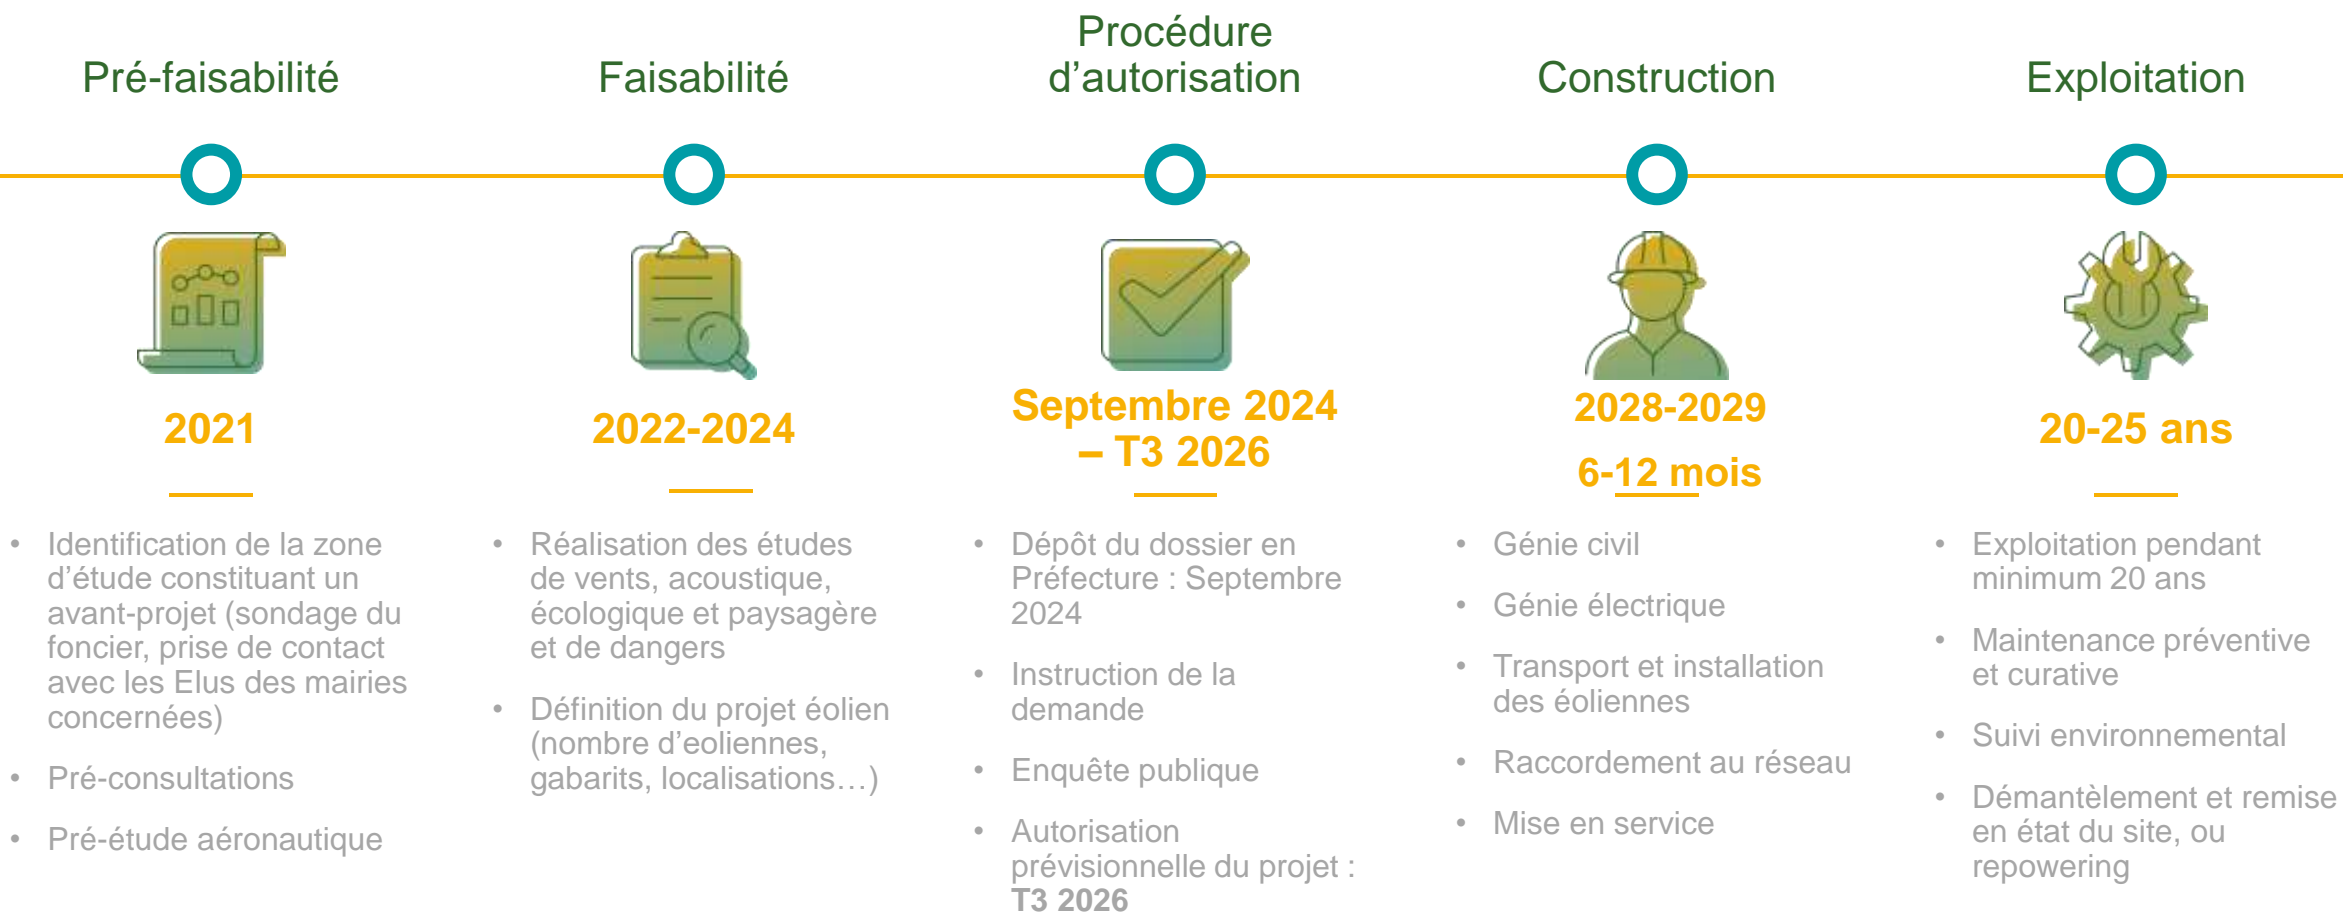 Pré-faisabilité
2021
• Identification de la zone
d’étude constituant un
avant-projet (sondage du
foncier, prise de contact
avec les Elus des mairies
concernées)
• Pré-consultations
• Pré-étude aéronautique
Faisabilité
2022-2024
• Réalisation des études
de vents, acoustique,
écologique et paysagère
et de dangers
• Définition du projet éolien
(nombre d’eoliennes,
gabarits, localisations…)
Procédure
d’autorisation
Septembre 2024
– T3 2026
• Dépôt du dossier en
Préfecture : Septembre
2024
• Instruction de la
demande
• Enquête publique
• Autorisation
prévisionnelle du projet :
T3 2026
Construction
2028-2029
6-12 mois
• Génie civil
• Génie électrique
• Transport et installation
des éoliennes
• Raccordement au réseau
• Mise en service
Exploitation
20-25 ans
• Exploitation pendant
minimum 20 ans
• Maintenance préventive
et curative
• Suivi environnemental
• Démantèlement et remise
en état du site, ou
repowering